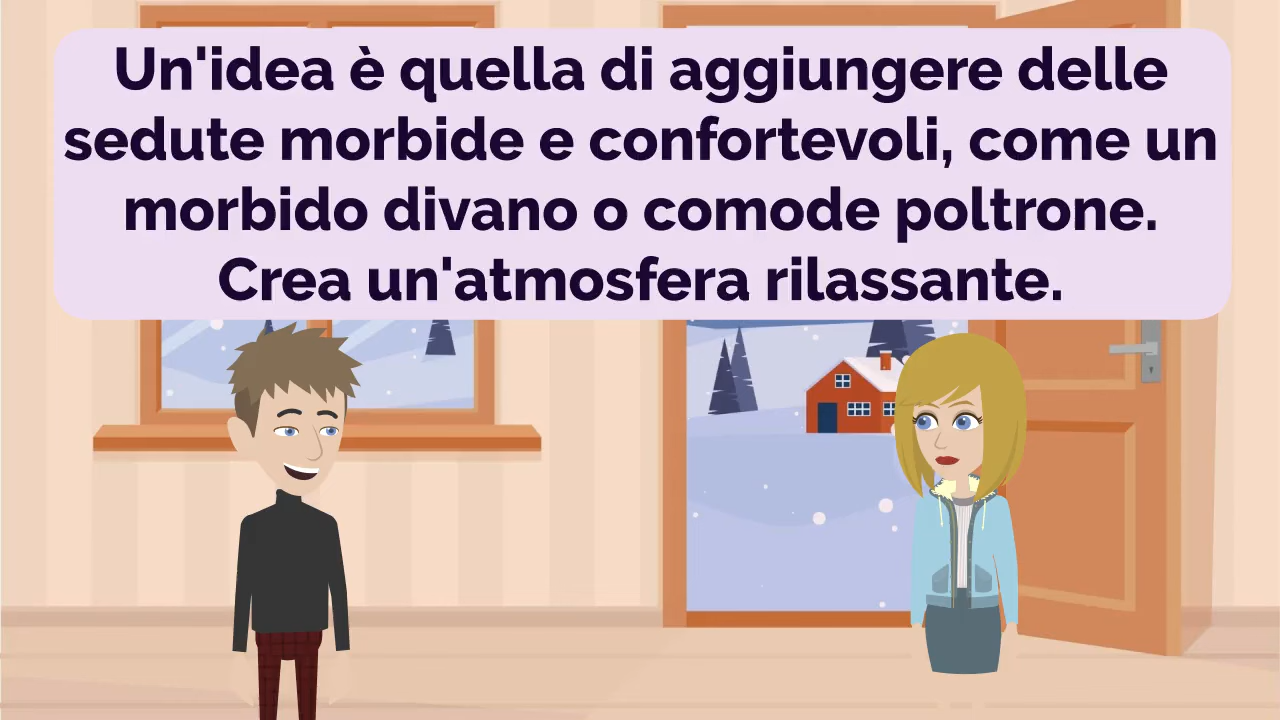 Un'idea è quella di aggiungere delle
sedute morbide e confortevoli, come un
morbido divano o comode poltrone.
Crea un'atmosfera rilassante.